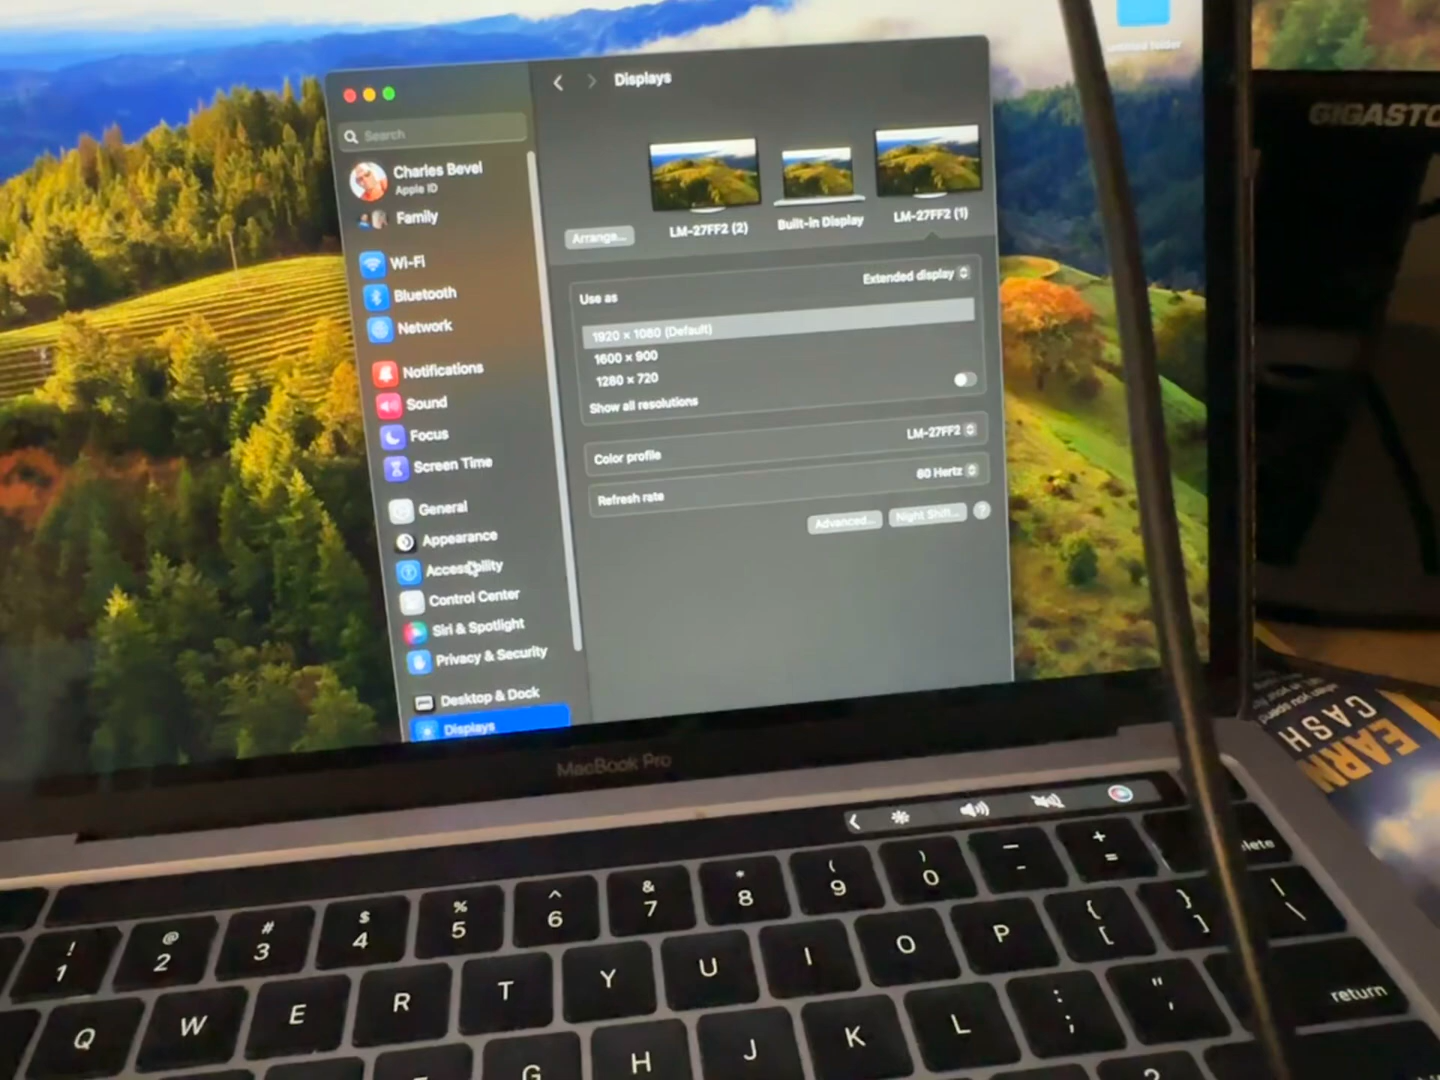 untitled folder
GIGASTO
Displays
Search
Charles Bevel
Apple ID
Family
Wi-Fi
Bluetooth
Network
Notifications
Sound
Focus
Screen Time
General
Appearance
Accessibility
Control Center
Siri & Spotlight
Privacy & Security
Desktop & Dock
Displays
Arrange...
LM-27FF2 (2)
Built-in Display
LM-27FF2 (1)
Use as
Extended display
1920 × 1080 (Default)
1600 × 900
1280 × 720
Show all resolutions
Color profile
LM-27FF2
Refresh rate
60 Hertz
Advanced...
Night Shift...
?
MacBook Pro
EARN
CASH
! 1
@ 2
# 3
$ 4
% 5
^ 6
& 7
* 8
( 9
) 0
_ -
+ =
lete
Q
W
E
R
T
Y
U
I
O
P
{ [
} ]
| \
G
H
J
K
L
: ;
" '
return
?